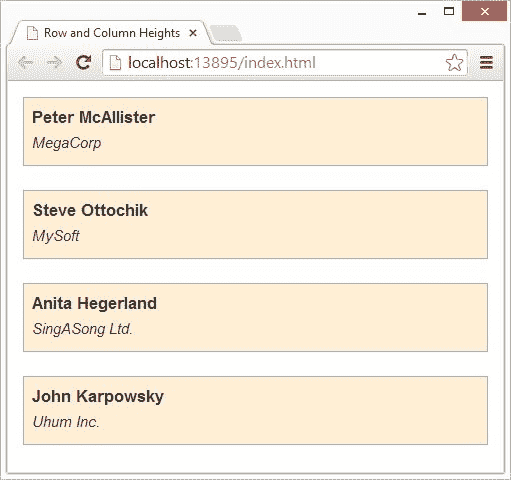 Row and Column Heights
localhost:13895/index.html
Peter McAllister
MegaCorp
Steve Ottochik
MySoft
Anita Hegerland
SingASong Ltd.
John Karpowsky
Uhum Inc.